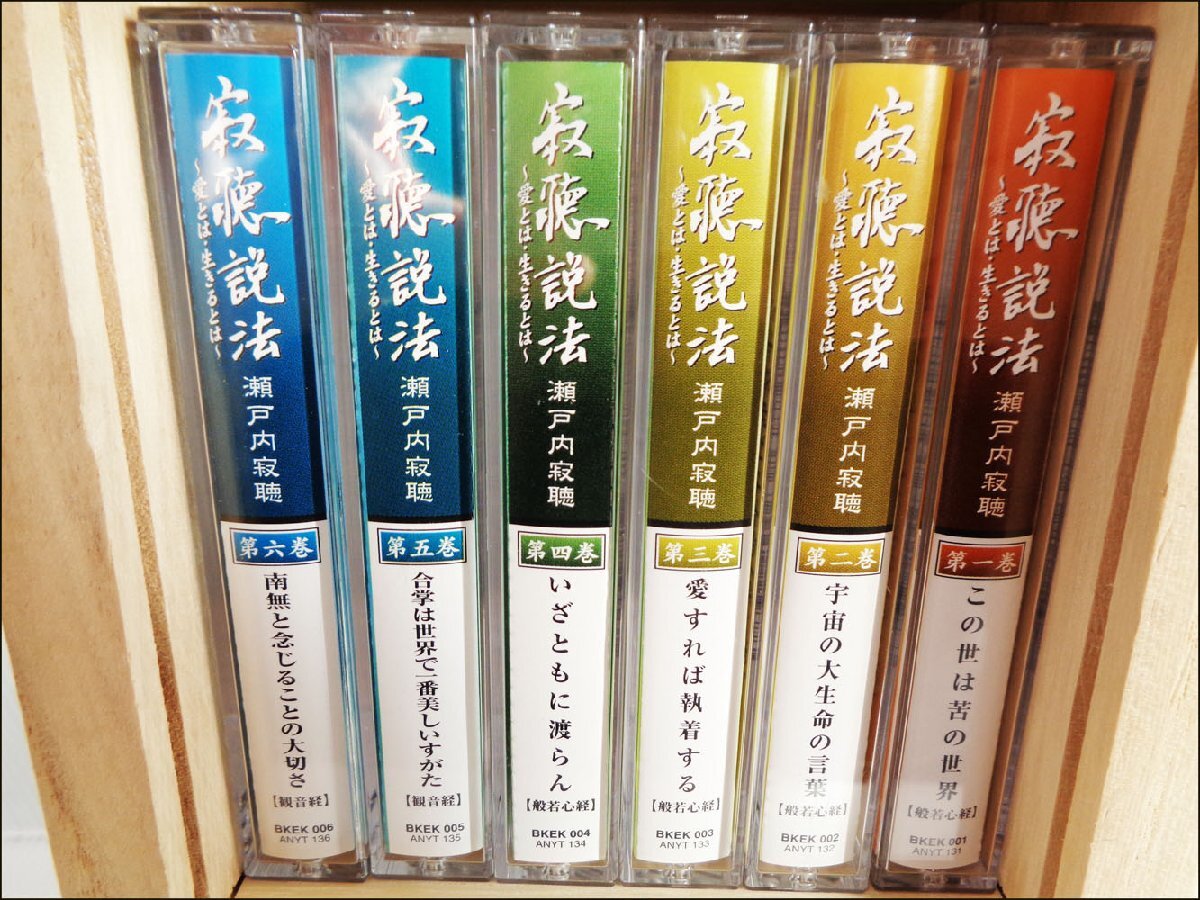 寂聴説法
~愛とは・生きるとは~
瀬戸内寂聴
第一巻
この世は苦の世界
【般若心経】
BKEK 001
ANYT 131
寂聴説法
~愛とは・生きるとは~
瀬戸内寂聴
第二巻
宇宙の大生命の言葉
【般若心経】
BKEK 002
ANYT 132
寂聴説法
~愛とは・生きるとは~
瀬戸内寂聴
第三巻
愛すれば執着する
【般若心経】
BKEK 003
ANYT 133
寂聴説法
~愛とは・生きるとは~
瀬戸内寂聴
第四巻
いざともに渡らん
【般若心経】
BKEK 004
ANYT 134
寂聴説法
~愛とは・生きるとは~
瀬戸内寂聴
第五巻
合掌は世界で一番美しいすがた
【観音経】
BKEK 005
ANYT 135
寂聴説法
~愛とは・生きるとは~
瀬戸内寂聴
第六巻
南無と念じることの大切さ
【観音経】
BKEK 006
ANYT 136